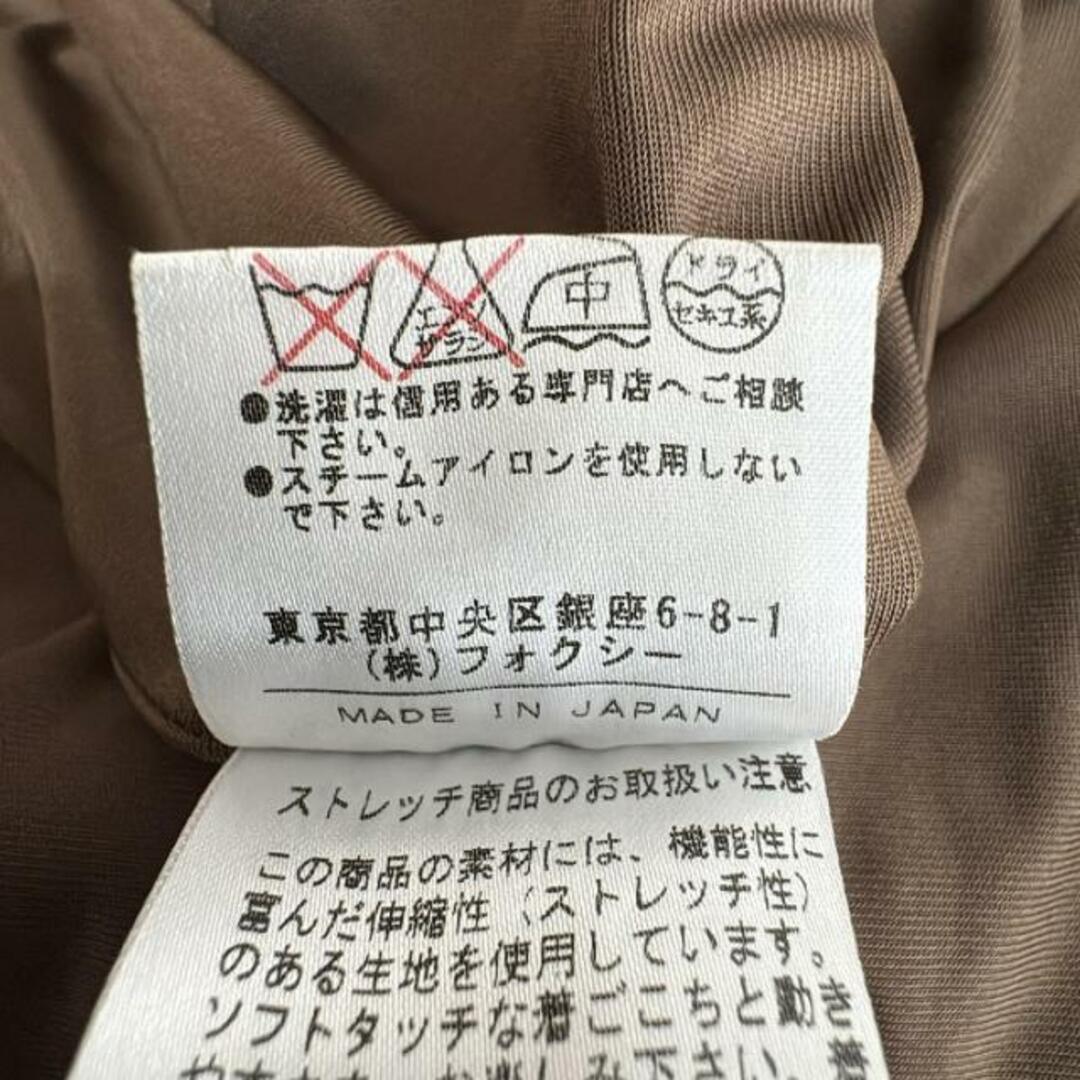 エンソ
サラシ
中
ドライ
セキユ系
●洗濯は信用ある専門店へご相談
下さい。
●スチームアイロンを使用しない
で下さい。
東京都中央区銀座6-8-1
(株)フォクシー
MADE IN JAPAN
ストレッチ商品のお取扱い注意
この商品の素材には、機能性に
富んだ伸縮性(ストレッチ性)
のある生地を使用しています。
ソフトタッチな着ごこちと動き